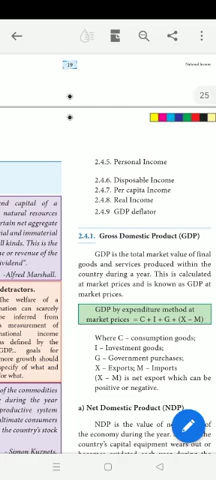 19
National Income
25
nd capital of a
natural resources
rtain net aggregate
rial and immaterial
ll kinds. This is the
ne or revenue of the
vidend".
-Alfred Marshall.
detractors.
The welfare of a
nation can scarcely
be inferred from
measurement of
national income
s defined by the
GDP... goals for
more growth should
specify of what and
for what.
of the commodities
e during the year
productive system
ultimate consumers
the country's stock
- Simon Kuznets.
2.4.5. Personal Income
2.4.6. Disposable Income
2.4.7. Per capita Income
2.4.8. Real Income
2.4.9 GDP deflator
2.4.1. Gross Domestic Product (GDP)
GDP is the total market value of final
goods and services produced within the
country during a year. This is calculated
at market prices and is known as GDP at
market prices.
GDP by expenditure method at
market prices = C + I + G + (X – M)
Where C – consumption goods;
I – Investment goods;
G – Government purchases;
X – Exports; M – Imports
(X – M) is net export which can be
positive or negative.
a) Net Domestic Product (NDP)
NDP is the value of net
of the economy during the year.
country's capital equipment wears out or